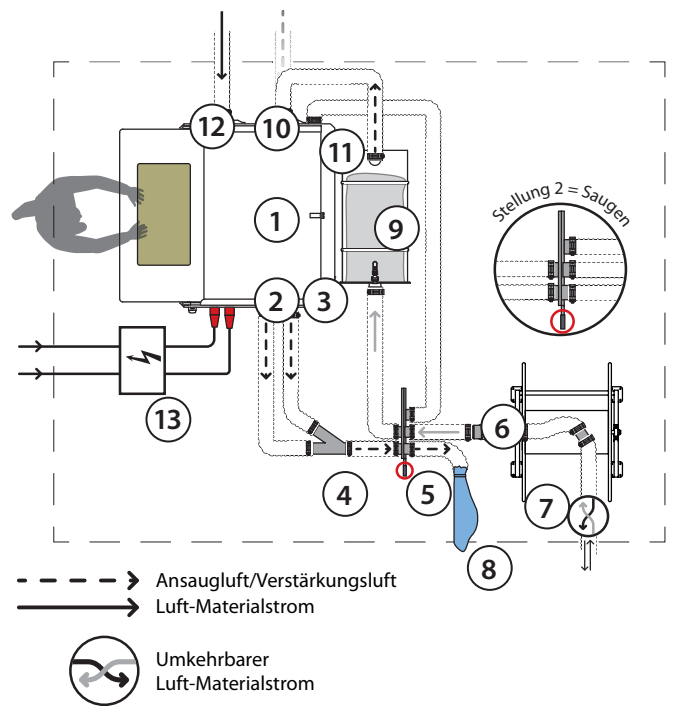 12
10
11
1
9
Stellung 2 = Saugen
2
3
13
6
4
5
7
8
Ansaugluft/Verstärkungsluft
Luft-Materialstrom
Umkehrbarer
Luft-Materialstrom